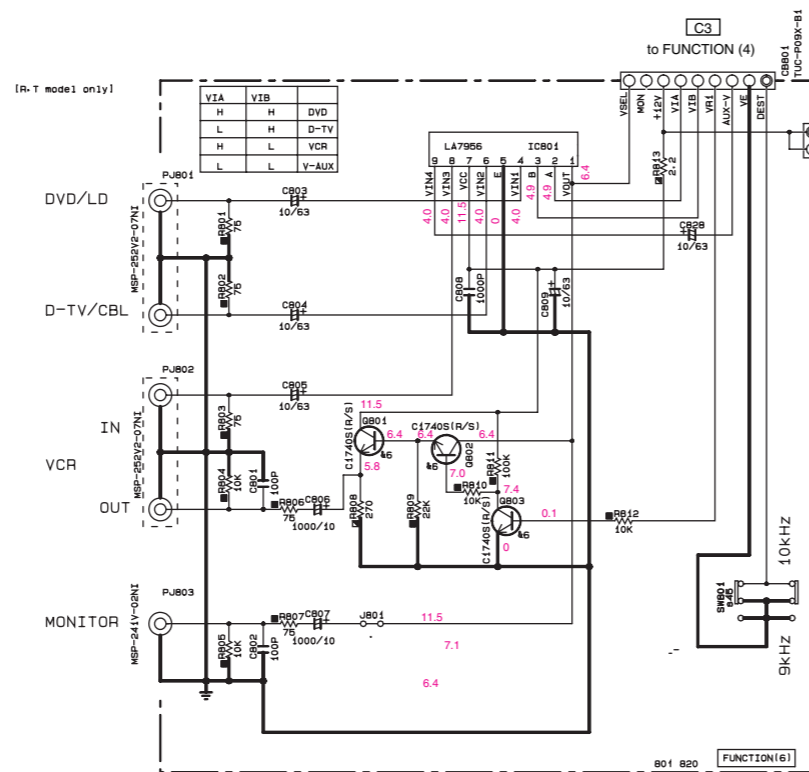 C3
to FUNCTION (4)
CB801
TUC-P09X-B1
[R.T model only]
VIA VIB
H H DVD
L H D-TV
H L VCR
L L V-AUX
VSEL
MON
+12V
VIA
VIB
VR1
AUX-V
VE
DEST
LA7956 IC801
9 8 7 6 5 4 3 2 1
VIN4
VIN3
VCC
VIN2
E
VIN1
B
A
VOUT
4.0
4.0
11.5
4.0
0
4.0
4.9
4.9
6.4
R813
2.2
PJ801
DVD/LD
MSP-252V2-07NI
C803
10/63
R801
75
R802
75
C828
10/63
C808
1000P
C809
10/63
D-TV/CBL
C804
10/63
PJ802
MSP-252V2-07NI
C805
10/63
IN
VCR
OUT
R803
75
R804
10K
C801
100P
R806
75
C806
1000/10
11.5
C1740S(R/S)
Q801
46
6.4
5.8
R808
270
R809
22K
C1740S(R/S)
6.4
6.4
Q802
46
7.0
R810
10K
R811
100K
7.4
Q803
46
C1740S(R/S)
0
0.1
R812
10K
10kHz
SW801
9kHz
PJ803
MONITOR
MSP-241V-02NI
R805
10K
C802
100P
R807
75
C807
1000/10
J801
11.5
7.1
6.4
801 820
FUNCTION(6)